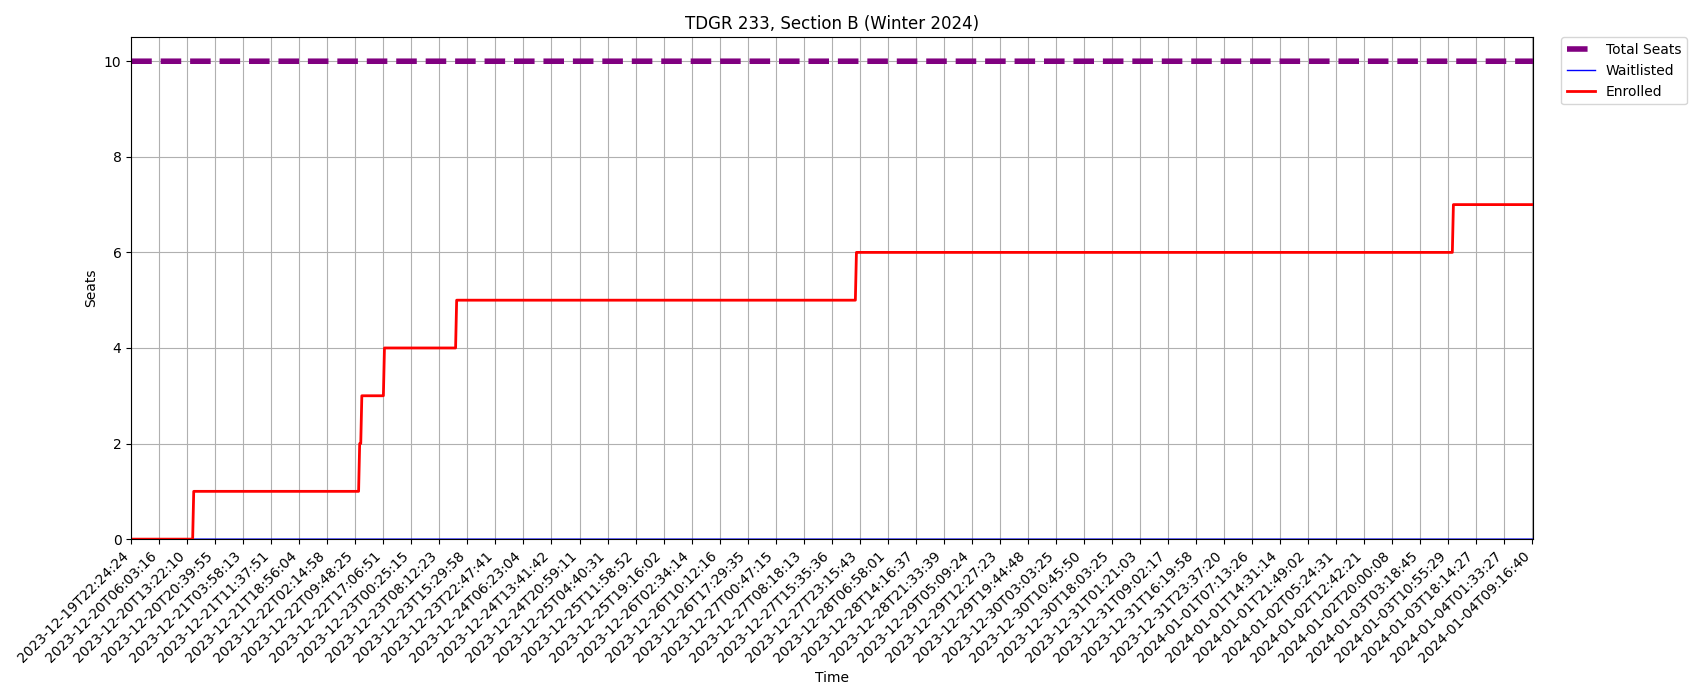 TDGR 233, Section B (Winter 2024)
Total Seats
Waitlisted
Enrolled
10
8
6
4
2
0
Seats
2023-12-19T22:24:24
2023-12-20T06:03:16
2023-12-20T13:22:10
2023-12-20T20:39:55
2023-12-21T03:58:13
2023-12-21T11:37:51
2023-12-21T18:56:04
2023-12-22T02:14:58
2023-12-22T09:48:25
2023-12-22T17:06:51
2023-12-23T00:25:15
2023-12-23T08:12:23
2023-12-23T15:29:58
2023-12-23T22:47:41
2023-12-24T06:23:04
2023-12-24T13:41:42
2023-12-24T20:59:11
2023-12-25T04:40:31
2023-12-25T11:58:52
2023-12-25T19:16:02
2023-12-26T02:34:14
2023-12-26T10:12:16
2023-12-26T17:29:35
2023-12-27T00:47:15
2023-12-27T08:18:13
2023-12-27T15:35:36
2023-12-27T23:15:43
2023-12-28T06:58:01
2023-12-28T14:16:37
2023-12-28T21:33:39
2023-12-29T05:09:24
2023-12-29T12:27:23
2023-12-29T19:44:48
2023-12-30T03:03:25
2023-12-30T10:45:50
2023-12-30T18:03:25
2023-12-31T01:21:03
2023-12-31T09:02:17
2023-12-31T16:19:58
2023-12-31T23:37:20
2024-01-01T07:13:26
2024-01-01T14:31:14
2024-01-01T21:49:02
2024-01-02T05:24:31
2024-01-02T12:42:21
2024-01-02T20:00:08
2024-01-03T03:18:45
2024-01-03T10:55:29
2024-01-03T18:14:27
2024-01-04T01:33:27
2024-01-04T09:16:40
Time